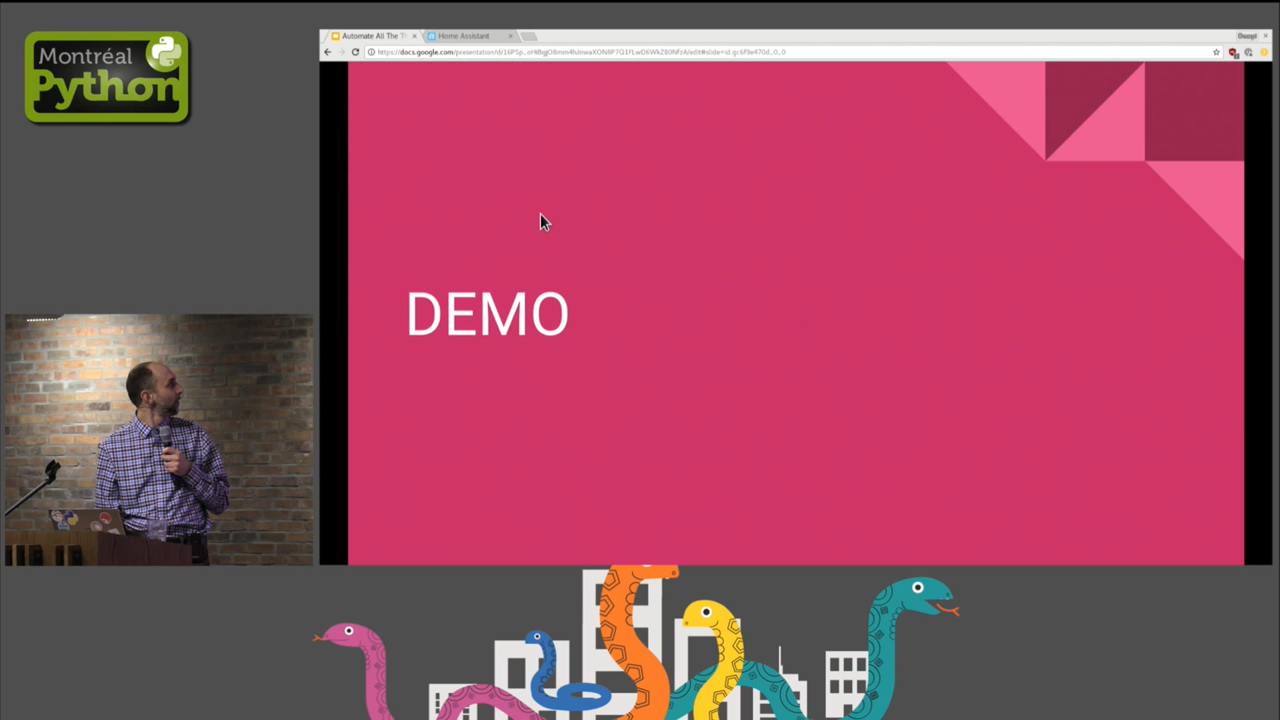 Montréal
Python
Automate All The T
Home Assistant
DEMO